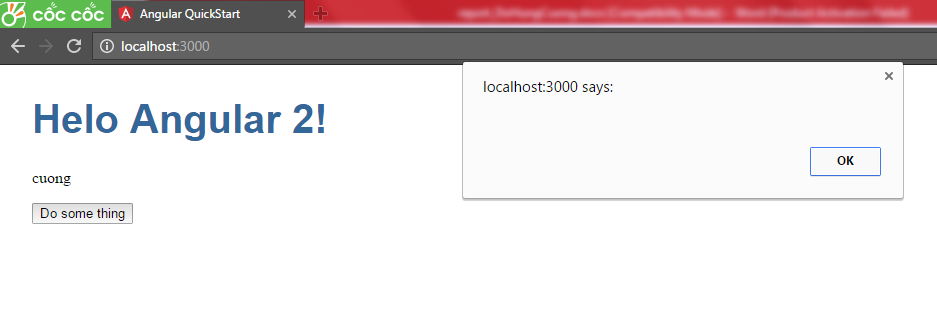 cốc cốc
Angular QuickStart
localhost:3000
localhost:3000 says:
OK
Helo Angular 2!
cuong
Do some thing